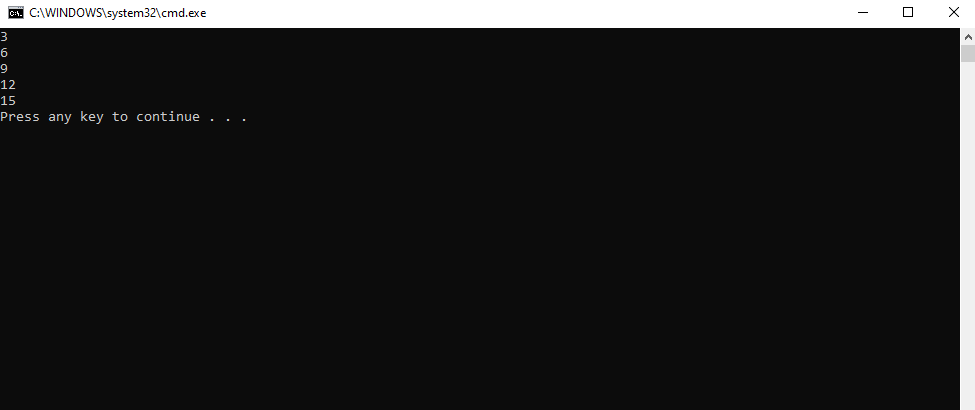 C:\WINDOWS\system32\cmd.exe
3
6
9
12
15
Press any key to continue . . .